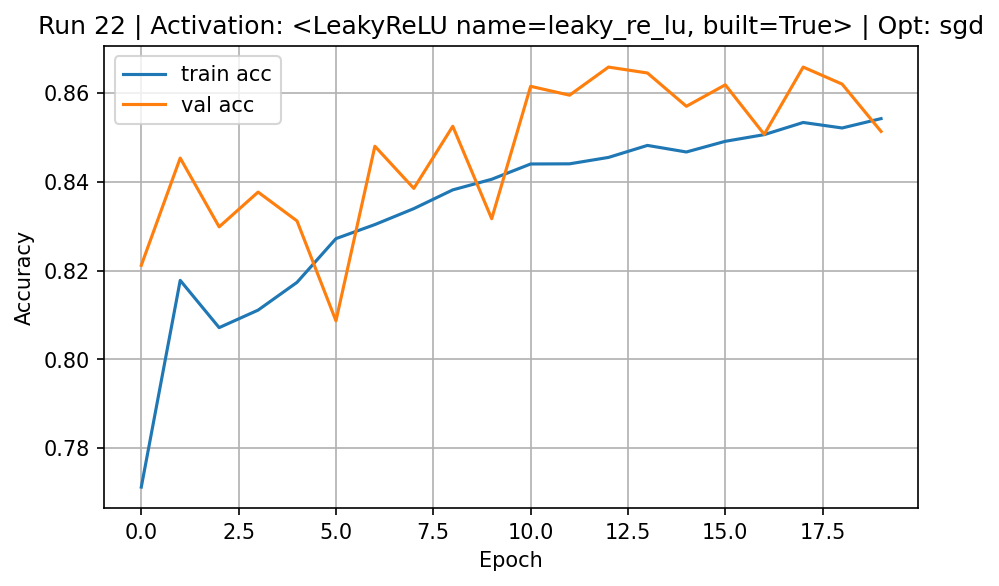 Run 22 | Activation: <LeakyReLU name=leaky_re_lu, built=True> | Opt: sgd
train acc
val acc
0.86
0.84
0.82
0.80
0.78
Accuracy
0.0 2.5 5.0 7.5 10.0 12.5 15.0 17.5
Epoch